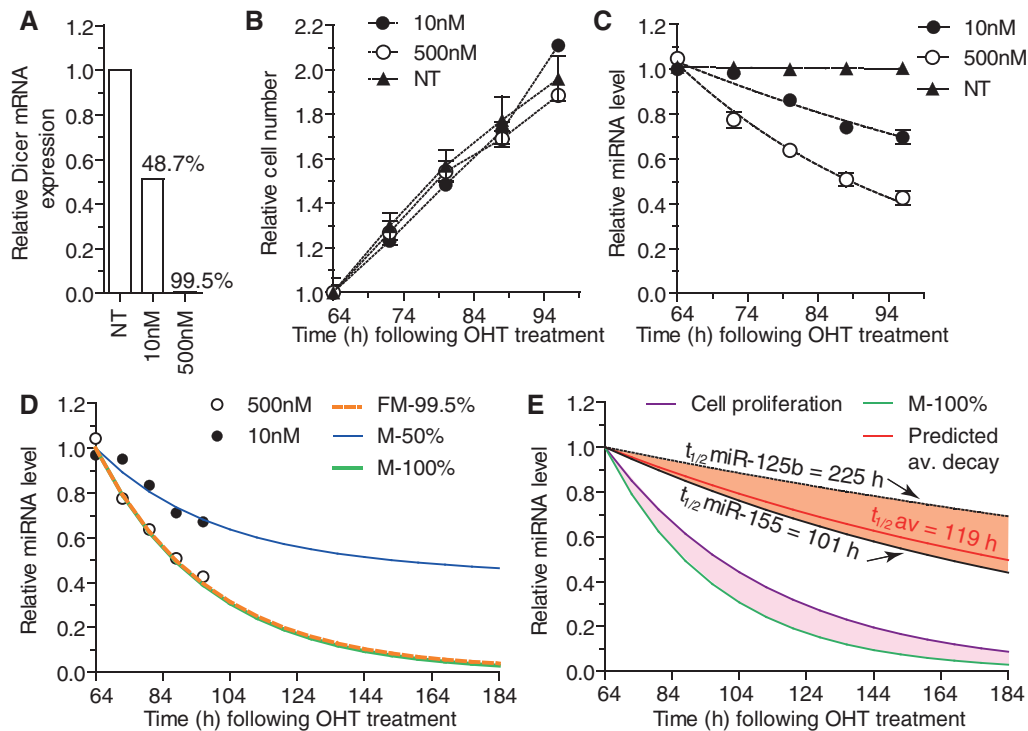 A
1.2
1.0
0.8
0.6
0.4
0.2
0.0
Relative Dicer mRNA
expression
48.7%
99.5%
NT
10nM
500nM
B
10nM
500nM
NT
2.0
1.8
1.6
1.4
1.2
1.0
Relative cell number
64 74 84 94
Time (h) following OHT treatment
C
10nM
500nM
NT
1.2
1.0
0.8
0.6
0.4
0.2
0.0
Relative miRNA level
64 74 84 94
Time (h) following OHT treatment
D
500nM
10nM
FM-99.5%
M-50%
M-100%
1.2
1.0
0.8
0.6
0.4
0.2
0.0
Relative miRNA level
64 84 104 124 144 164 184
Time (h) following OHT treatment
E
Cell proliferation
M-100%
Predicted
av. decay
1.2
1.0
0.8
0.6
0.4
0.2
0.0
Relative miRNA level
t1/2 miR-125b = 225 h
t1/2 av = 119 h
t1/2 miR-155 = 101 h
64 84 104 124 144 164 184
Time (h) following OHT treatment